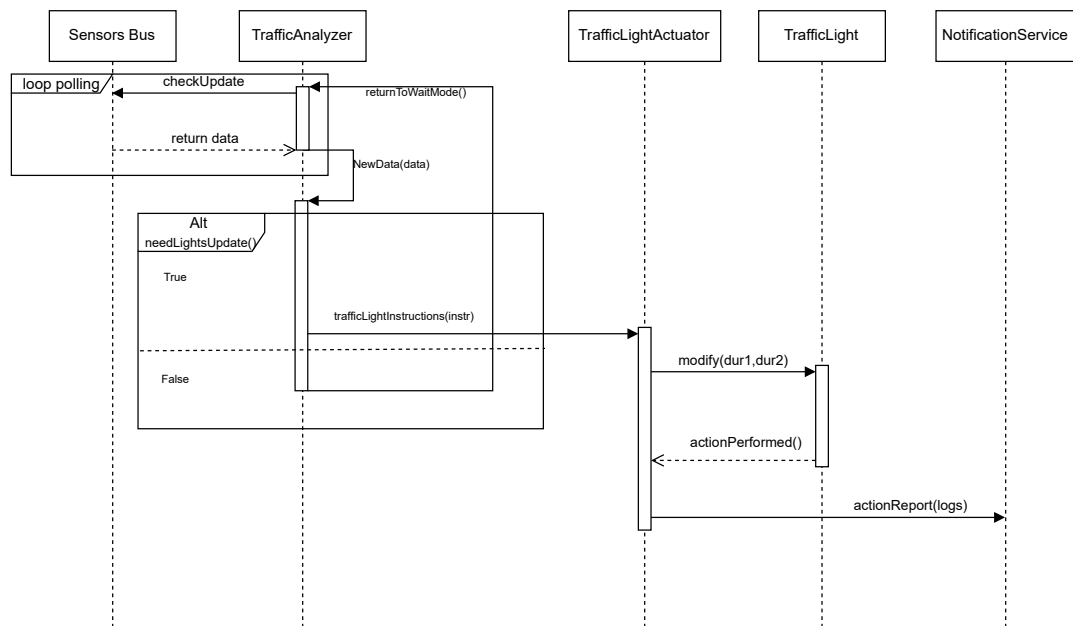 Sensors Bus
TrafficAnalyzer
TrafficLightActuator
TrafficLight
NotificationService
loop polling
checkUpdate
returnToWaitMode()
return data
NewData(data)
Alt
needLightsUpdate()
True
trafficLightInstructions(instr)
modify(dur1,dur2)
False
actionPerformed()
actionReport(logs)